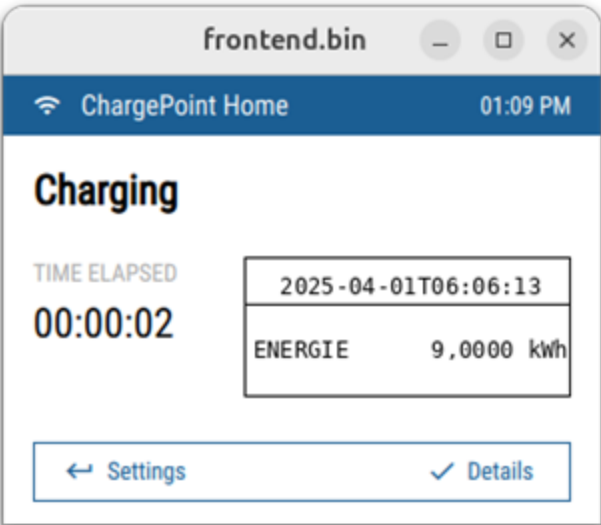 frontend.bin
ChargePoint Home 01:09 PM
Charging
TIME ELAPSED
00:00:02
2025-04-01T06:06:13
ENERGIE 9,0000 kWh
Settings Details